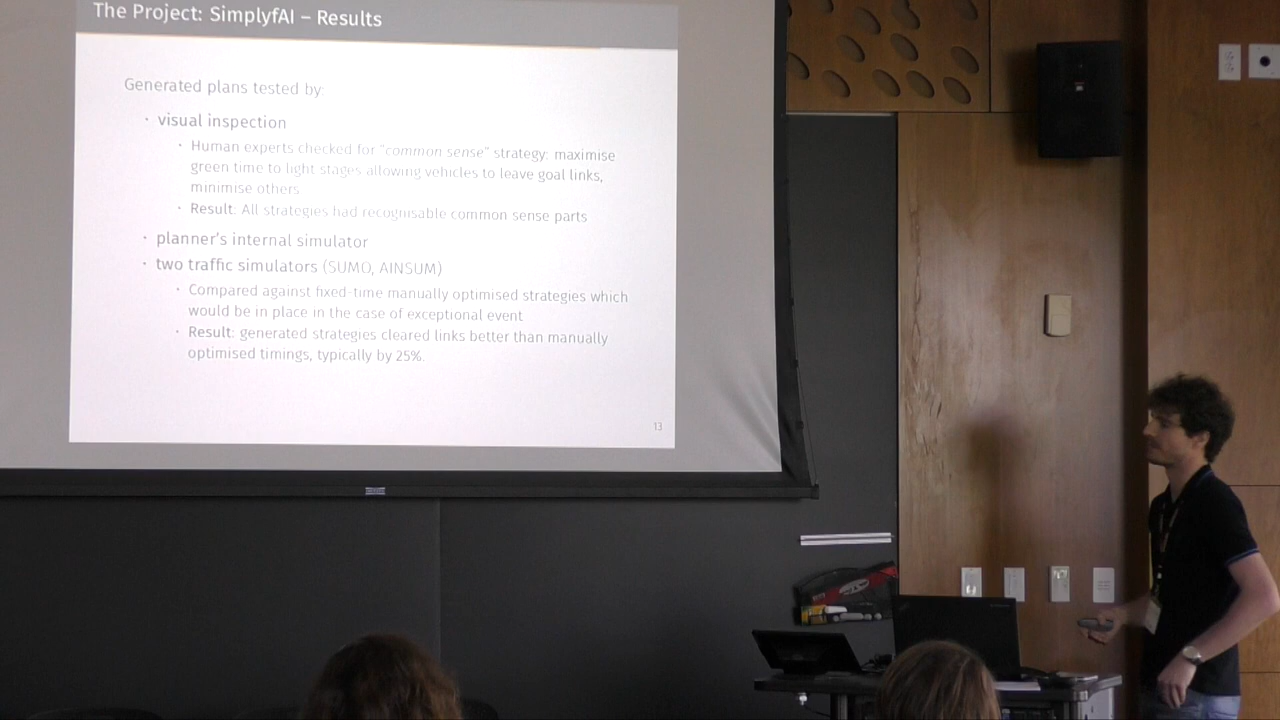 The Project: SimplyfAI – Results
Generated plans tested by:
• visual inspection
• Human experts checked for "common sense" strategy: maximise
green time to light stages allowing vehicles to leave goal links,
minimise others
• Result: All strategies had recognisable common sense parts
• planner's internal simulator
• two traffic simulators (SUMO, AINSUM)
• Compared against fixed-time manually optimised strategies which
would be in place in the case of exceptional event
• Result: generated strategies cleared links better than manually
optimised timings, typically by 25%.
13